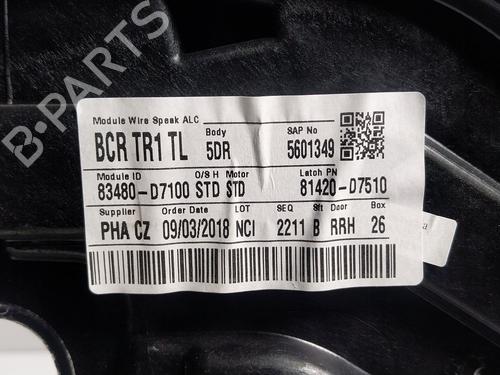 B-PARTS
Module Wire Speak ALC
Body
SAP No
BCR TR1 TL
5DR
5601349
Module ID
O/S H
Motor
Latch PN
83480-D7100
STD
STD
81420-D7510
Supplier
Order Date
LOT
SEQ
Sft
Door
Box
PHA CZ
09/03/2018
NCI
2211
B
RRH
26